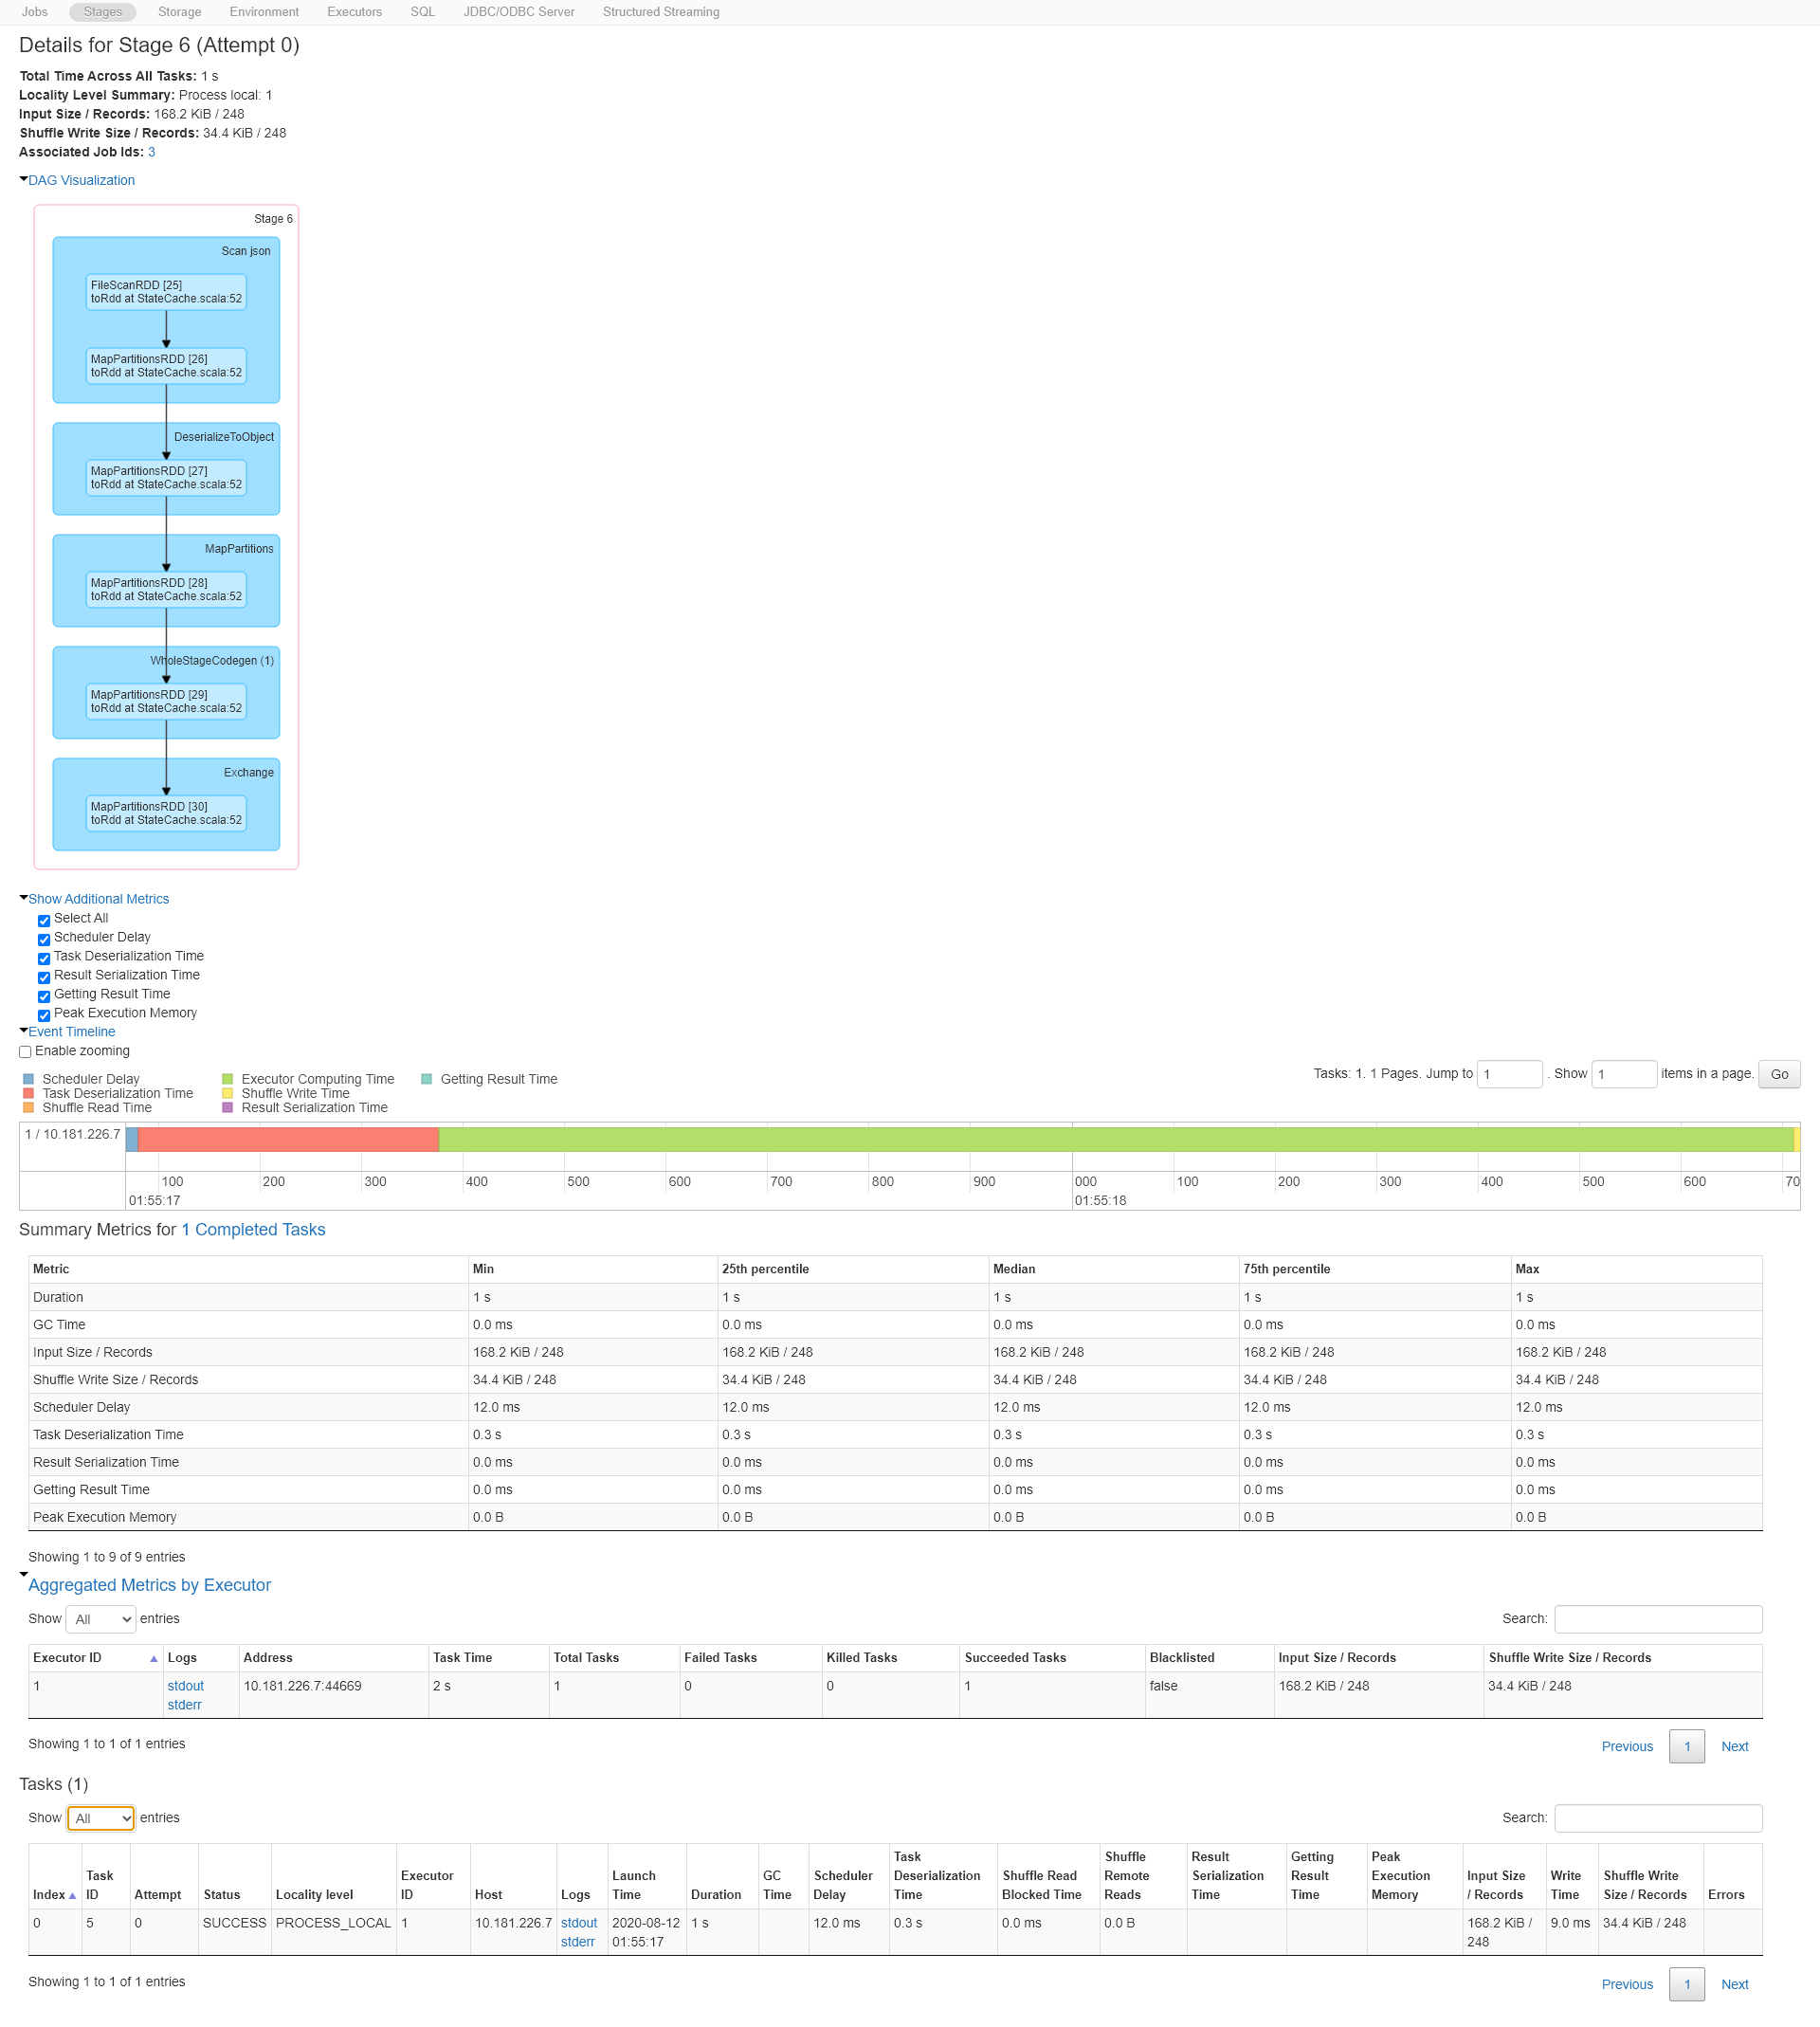 Jobs Stages Storage Environment Executors SQL JDBC/ODBC Server Structured Streaming
Details for Stage 6 (Attempt 0)
Total Time Across All Tasks: 1 s
Locality Level Summary: Process local: 1
Input Size / Records: 168.2 KiB / 248
Shuffle Write Size / Records: 34.4 KiB / 248
Associated Job Ids: 3
DAG Visualization
Stage 6
Scan json
FileScanRDD [25]
toRdd at StateCache.scala:52
MapPartitionsRDD [26]
toRdd at StateCache.scala:52
DeserializeToObject
MapPartitionsRDD [27]
toRdd at StateCache.scala:52
MapPartitions
MapPartitionsRDD [28]
toRdd at StateCache.scala:52
WholeStageCodegen (1)
MapPartitionsRDD [29]
toRdd at StateCache.scala:52
Exchange
MapPartitionsRDD [30]
toRdd at StateCache.scala:52
Show Additional Metrics
Select All
Scheduler Delay
Task Deserialization Time
Result Serialization Time
Getting Result Time
Peak Execution Memory
Event Timeline
Enable zooming
Tasks: 1. 1 Pages. Jump to 1 . Show 1 items in a page. Go
Scheduler Delay Executor Computing Time Getting Result Time
Task Deserialization Time Shuffle Write Time
Shuffle Read Time Result Serialization Time
1 / 10.181.226.7
100 200 300 400 500 600 700 800 900 000 100 200 300 400 500 600 70
01:55:17 01:55:18
Summary Metrics for 1 Completed Tasks
Metric Min 25th percentile Median 75th percentile Max
Duration 1 s 1 s 1 s 1 s 1 s
GC Time 0.0 ms 0.0 ms 0.0 ms 0.0 ms 0.0 ms
Input Size / Records 168.2 KiB / 248 168.2 KiB / 248 168.2 KiB / 248 168.2 KiB / 248 168.2 KiB / 248
Shuffle Write Size / Records 34.4 KiB / 248 34.4 KiB / 248 34.4 KiB / 248 34.4 KiB / 248 34.4 KiB / 248
Scheduler Delay 12.0 ms 12.0 ms 12.0 ms 12.0 ms 12.0 ms
Task Deserialization Time 0.3 s 0.3 s 0.3 s 0.3 s 0.3 s
Result Serialization Time 0.0 ms 0.0 ms 0.0 ms 0.0 ms 0.0 ms
Getting Result Time 0.0 ms 0.0 ms 0.0 ms 0.0 ms 0.0 ms
Peak Execution Memory 0.0 B 0.0 B 0.0 B 0.0 B 0.0 B
Showing 1 to 9 of 9 entries
Aggregated Metrics by Executor
Show All entries Search:
Executor ID Logs Address Task Time Total Tasks Failed Tasks Killed Tasks Succeeded Tasks Blacklisted Input Size / Records Shuffle Write Size / Records
1 stdout 10.181.226.7:44669 2 s 1 0 0 1 false 168.2 KiB / 248 34.4 KiB / 248
stderr
Showing 1 to 1 of 1 entries Previous 1 Next
Tasks (1)
Show All entries Search:
Index Task ID Attempt Status Locality level Executor ID Host Logs Launch Time Duration GC Time Scheduler Delay Task Deserialization Time Shuffle Read Blocked Time Shuffle Remote Reads Result Serialization Time Getting Result Time Peak Execution Memory Input Size / Records Write Time Shuffle Write Size / Records Errors
0 5 0 SUCCESS PROCESS_LOCAL 1 10.181.226.7 stdout 2020-08-12 1 s 12.0 ms 0.3 s 0.0 ms 0.0 B 168.2 KiB / 9.0 ms 34.4 KiB / 248
stderr 01:55:17 248
Showing 1 to 1 of 1 entries Previous 1 Next